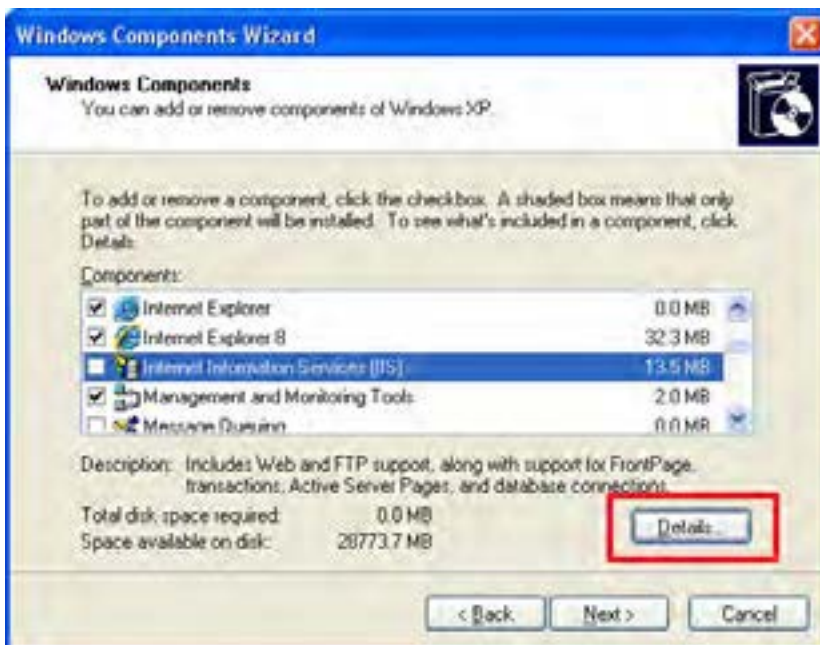 Windows Components Wizard
Windows Components
You can add or remove components of Windows XP.
To add or remove a component, click the checkbox. A shaded box means that only
part of the component will be installed. To see what's included in a component, click
Details.
Components:
Internet Explorer 0.0 MB
Internet Explorer 8 32.3 MB
Internet Information Services (IIS) 13.5 MB
Management and Monitoring Tools 2.0 MB
Message Queuing 0.0 MB
Description: Includes Web and FTP support, along with support for FrontPage,
transactions, Active Server Pages, and database connections.
Total disk space required: 0.0 MB
Space available on disk: 28773.7 MB
Details...
< Back Next > Cancel